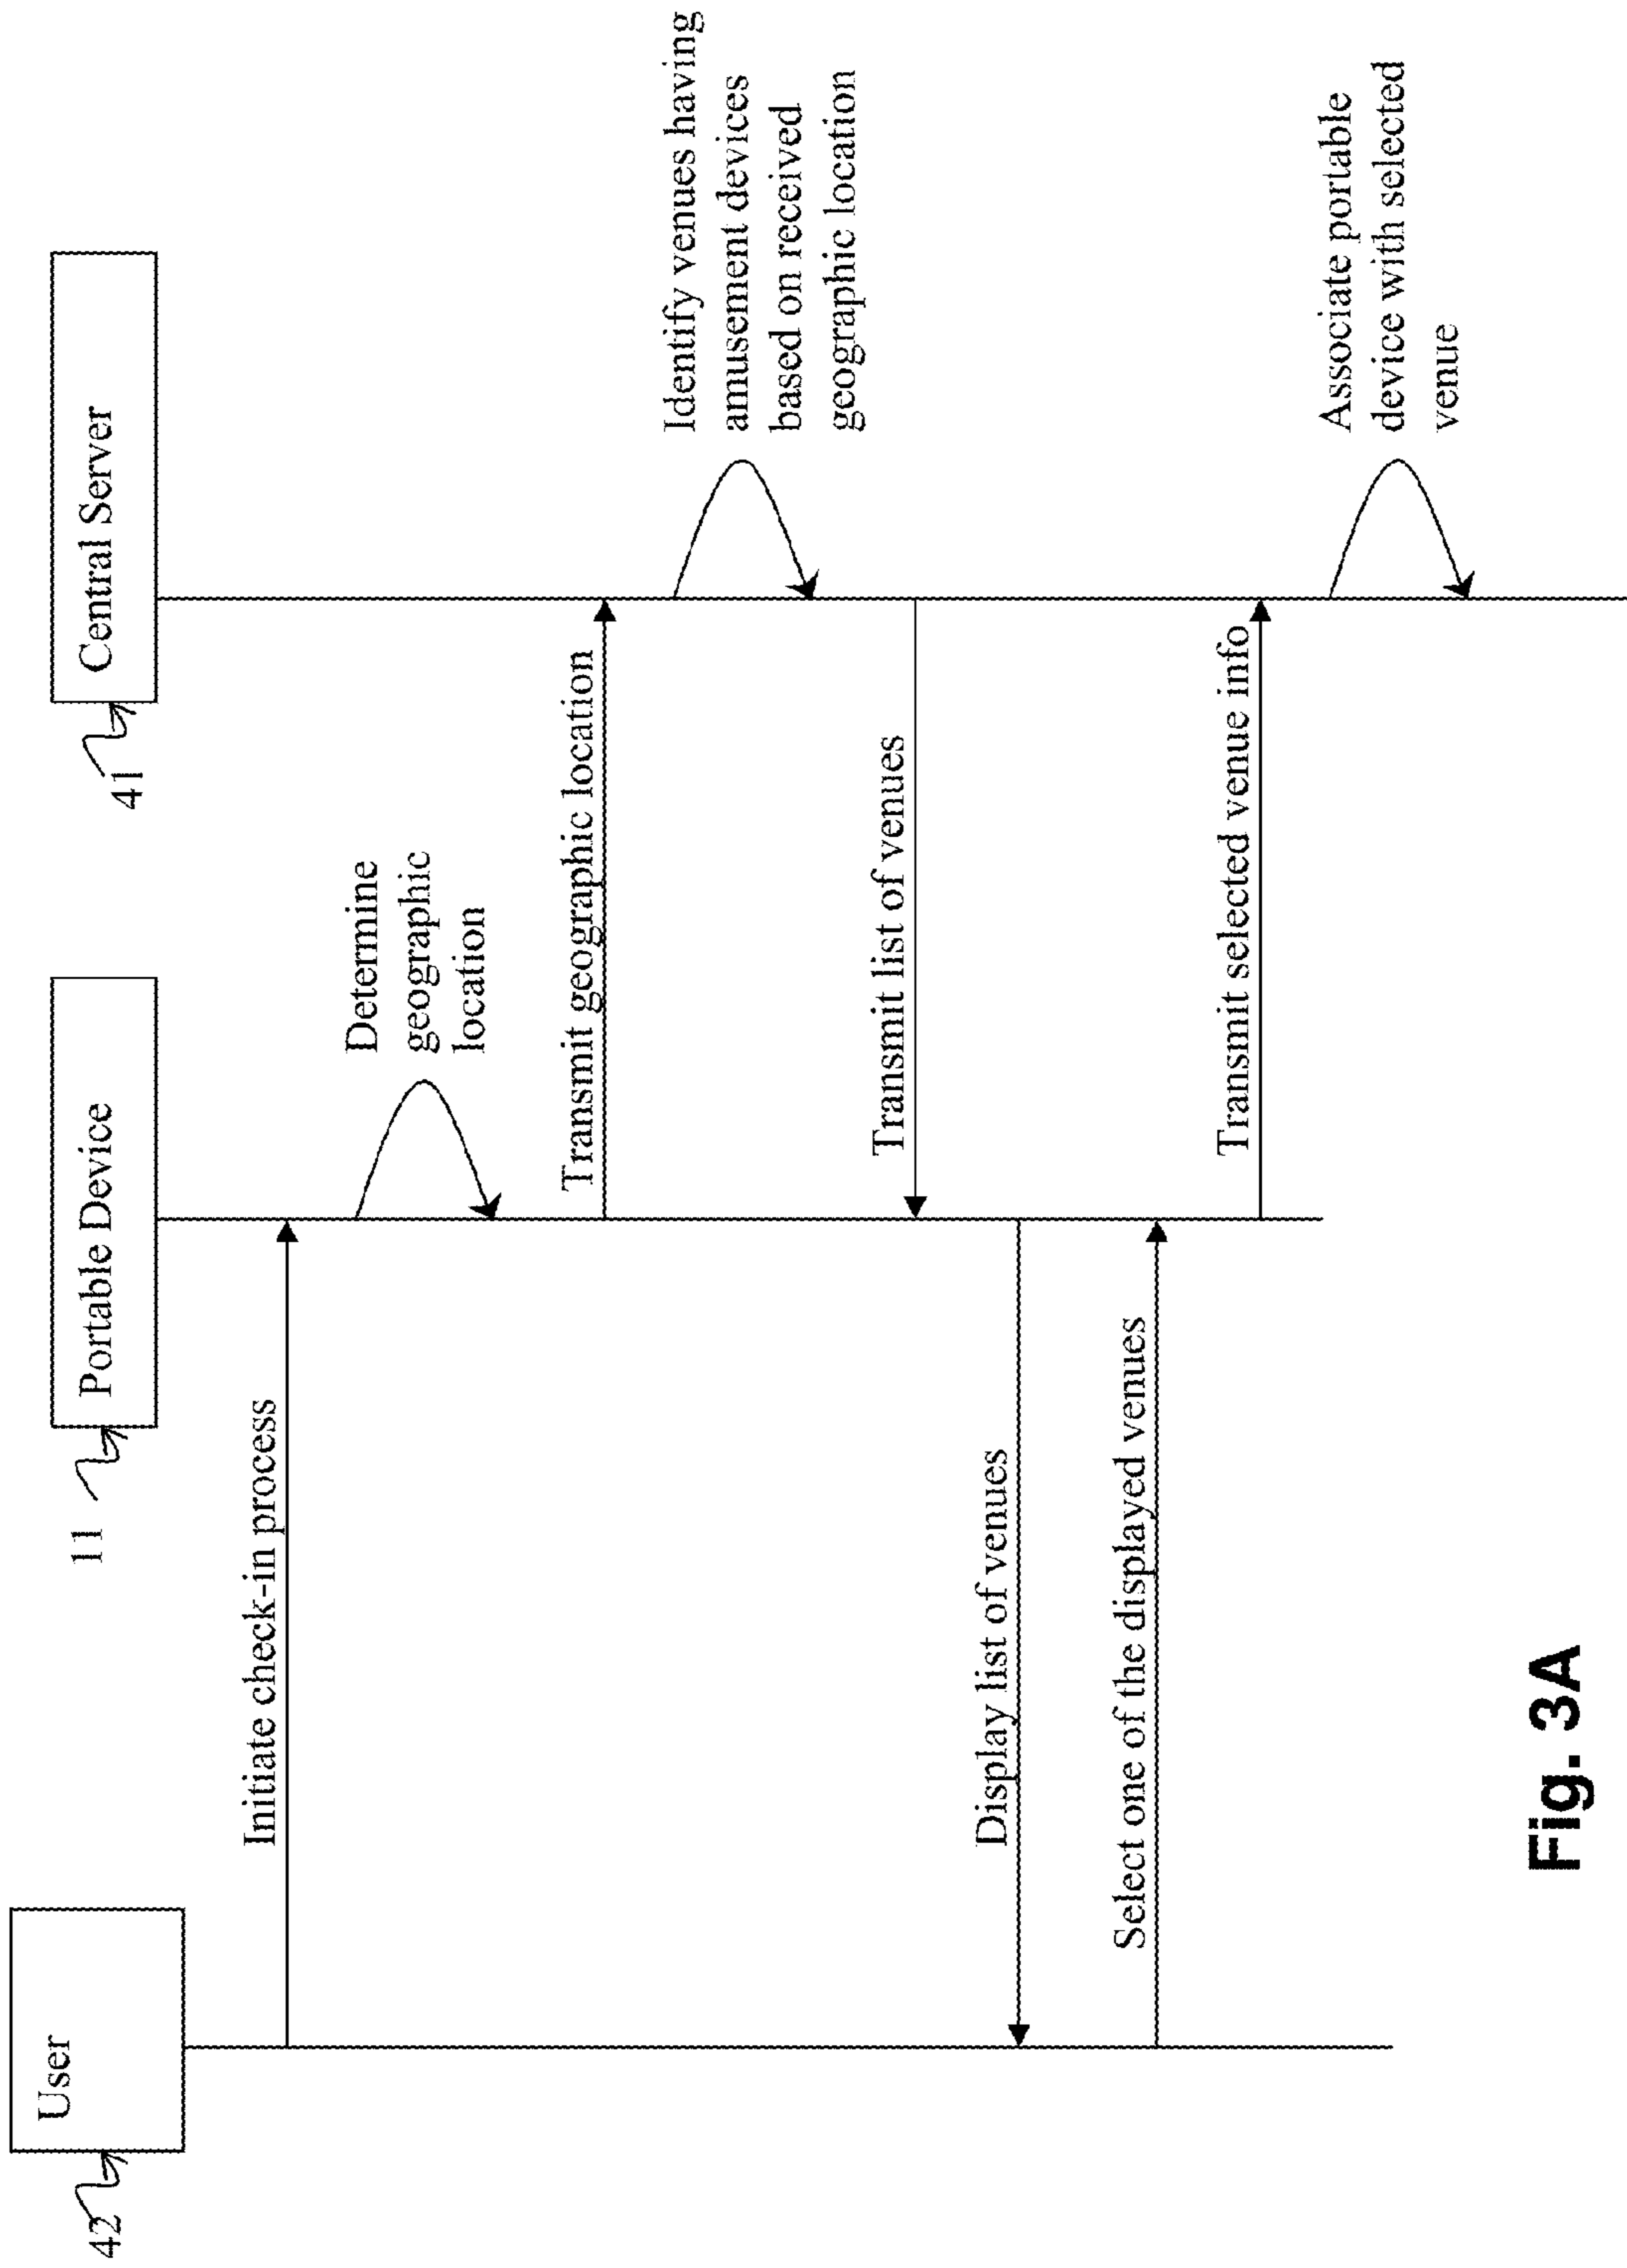 42
User
11
Portable Device
41
Central Server
Initiate check-in process
Determine
geographic
location
Transmit geographic location
Identify venues having
amusement devices
based on received
geographic location
Transmit list of venues
Display list of venues
Select one of the displayed venues
Transmit selected venue info
Associate portable
device with selected
venue
Fig. 3A